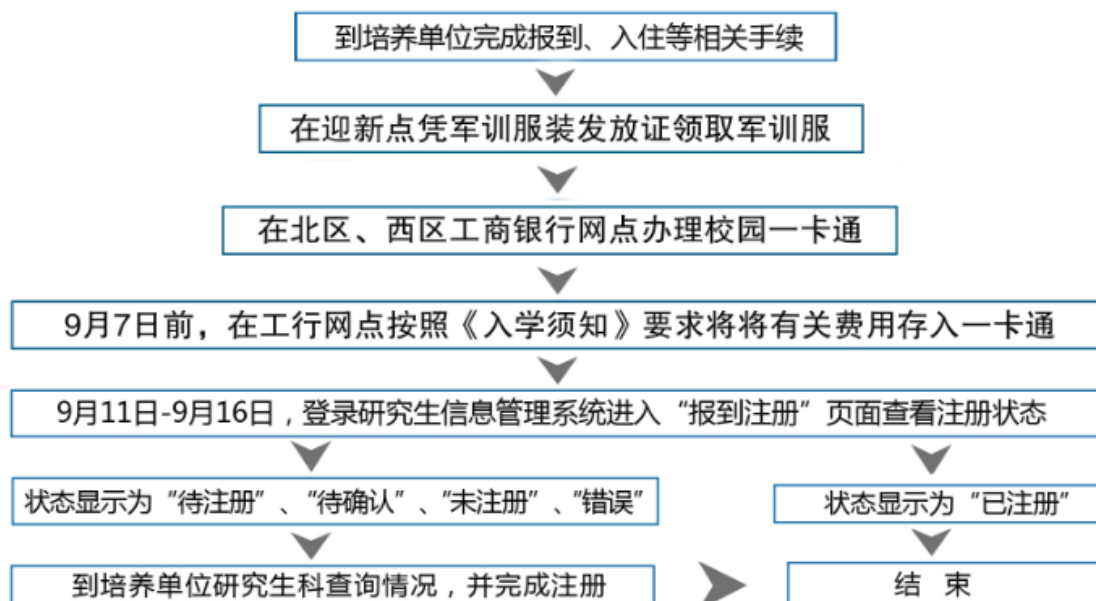 到培养单位完成报到、入住等相关手续
在迎新点凭军训服装发放证领取军训服
在北区、西区工商银行网点办理校园一卡通
9月7日前，在工行网点按照《入学须知》要求将将有关费用存入一卡通
9月11日-9月16日，登录研究生信息管理系统进入“报到注册”页面查看注册状态
状态显示为“待注册”、“待确认”、“未注册”、“错误”
状态显示为“已注册”
到培养单位研究生科查询情况，并完成注册
结 束